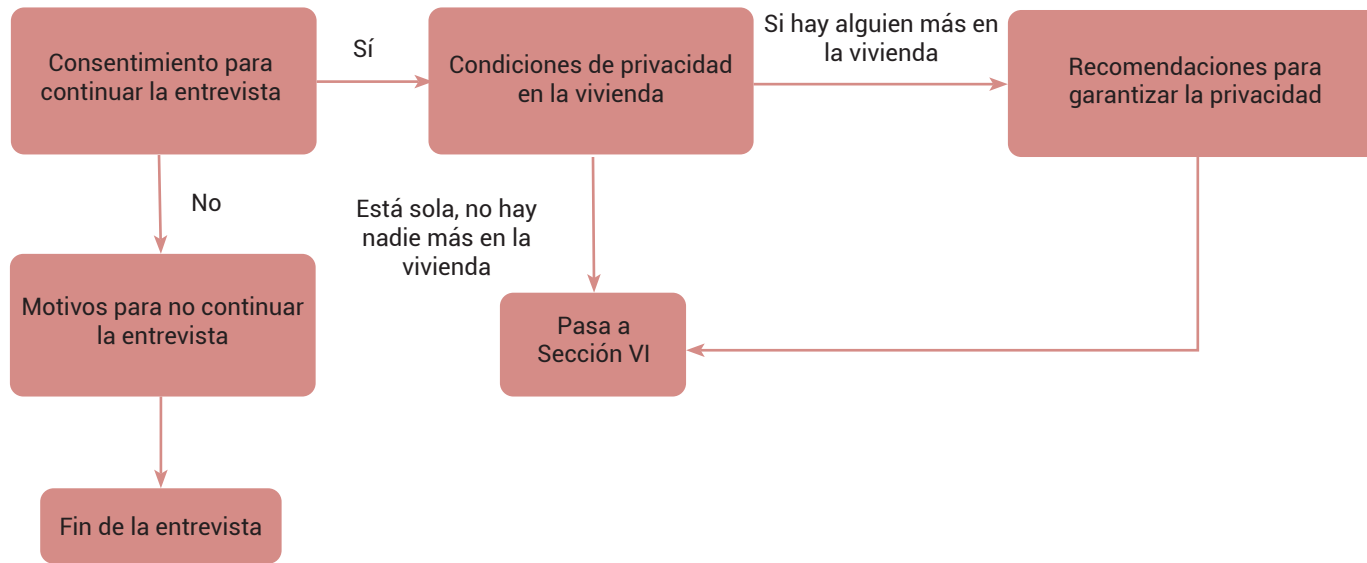 Consentimiento para
continuar la entrevista
Sí
Condiciones de privacidad
en la vivienda
Si hay alguien más en
la vivienda
Recomendaciones para
garantizar la privacidad
No
Está sola, no hay
nadie más en la
vivienda
Motivos para no continuar
la entrevista
Pasa a
Sección VI
Fin de la entrevista